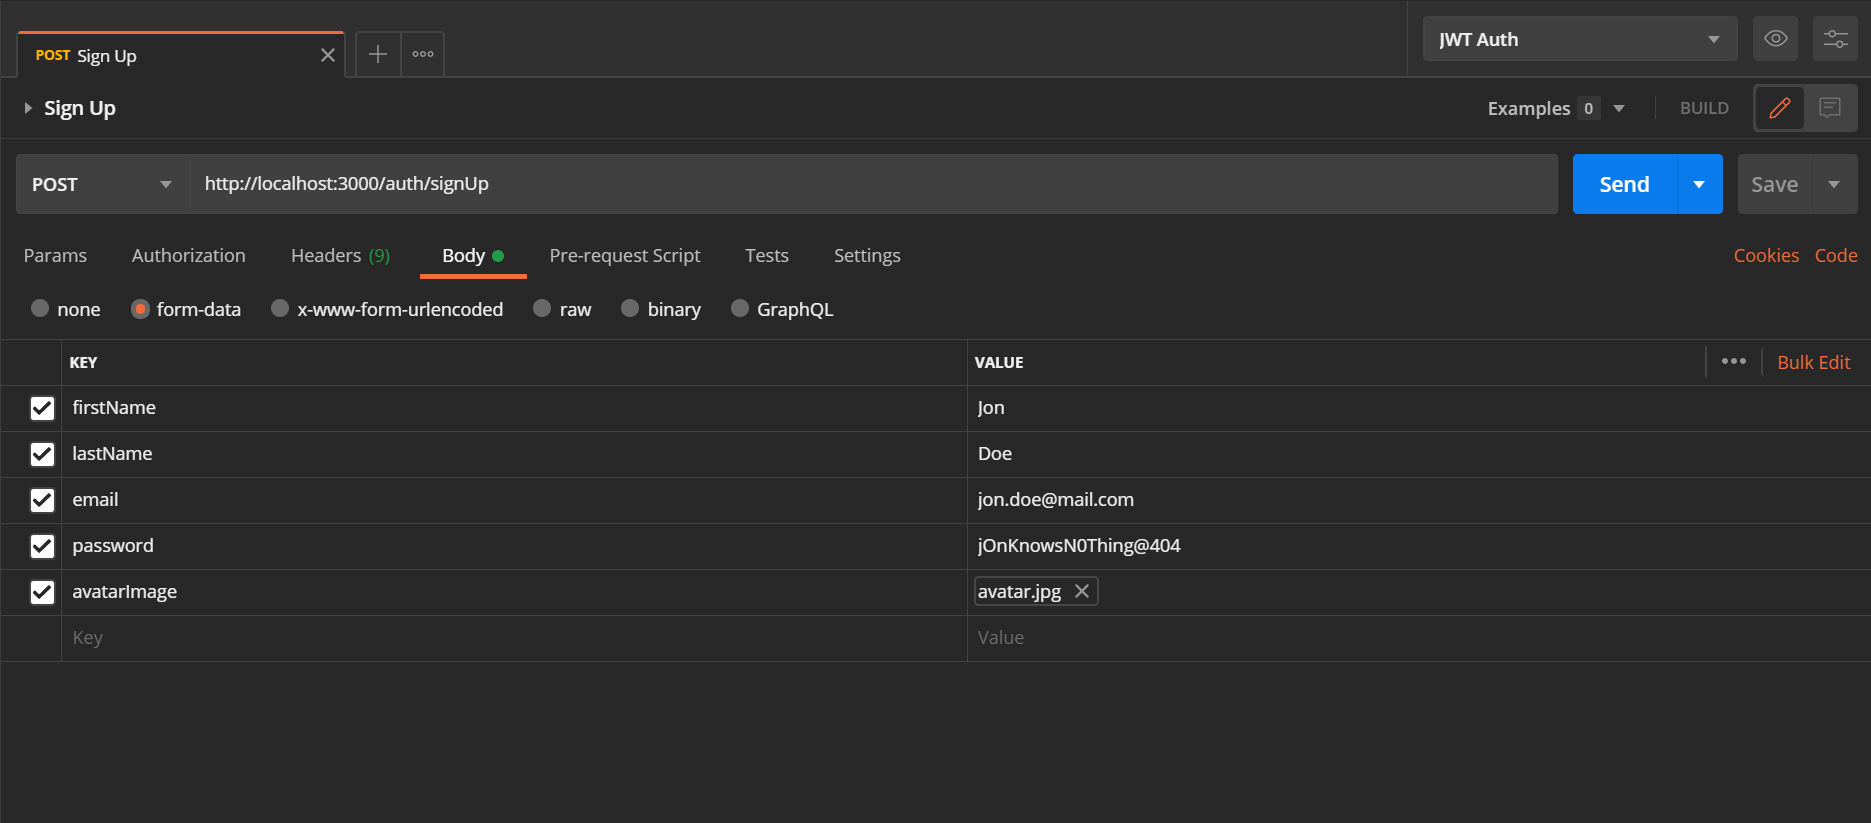 POST Sign Up
JWT Auth
Sign Up
Examples 0
BUILD
POST
http://localhost:3000/auth/signUp
Send
Save
Params Authorization Headers (9) Body Pre-request Script Tests Settings Cookies Code
none form-data x-www-form-urlencoded raw binary GraphQL
KEY VALUE Bulk Edit
firstName Jon
lastName Doe
email jon.doe@mail.com
password jOnKnowsN0Thing@404
avatarImage avatar.jpg
Key Value